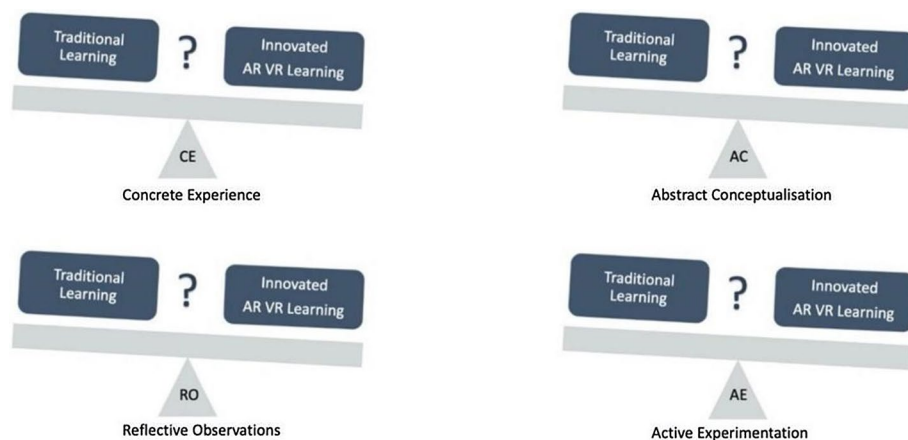 Traditional
Learning
?
Innovated
AR VR Learning
CE
Concrete Experience
Traditional
Learning
?
Innovated
AR VR Learning
AC
Abstract Conceptualisation
Traditional
Learning
?
Innovated
AR VR Learning
RO
Reflective Observations
Traditional
Learning
?
Innovated
AR VR Learning
AE
Active Experimentation